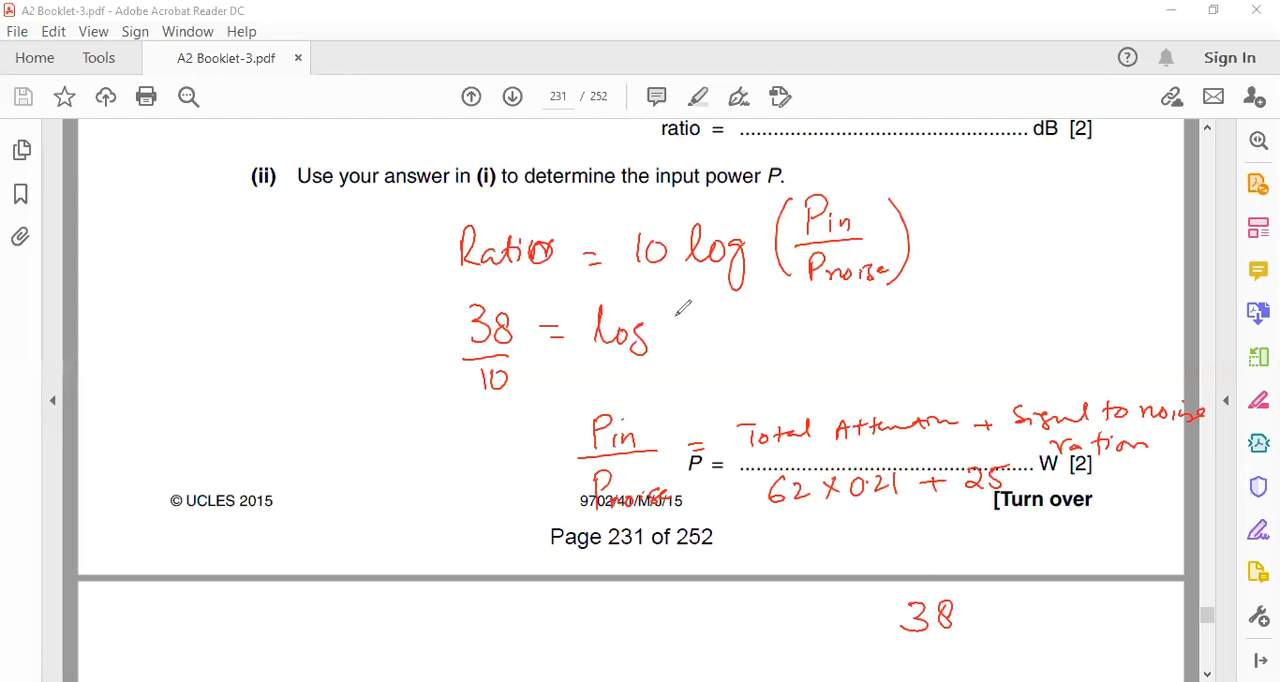 A2 Booklet-3.pdf - Adobe Acrobat Reader DC
File Edit View Sign Window Help
Home Tools A2 Booklet-3.pdf × Sign In
231 / 252
ratio = ................................................ dB [2]
(ii) Use your answer in (i) to determine the input power P.
Ratio = 10 log (Pin/Pnoise)
38/10 = log
Pin/Pnoise = Total Attention + Signal to noise
ration
P = ................................................ W [2]
62 × 0.21 + 25
© UCLES 2015 9702/41/M/J/15 [Turn over
Page 231 of 252
38